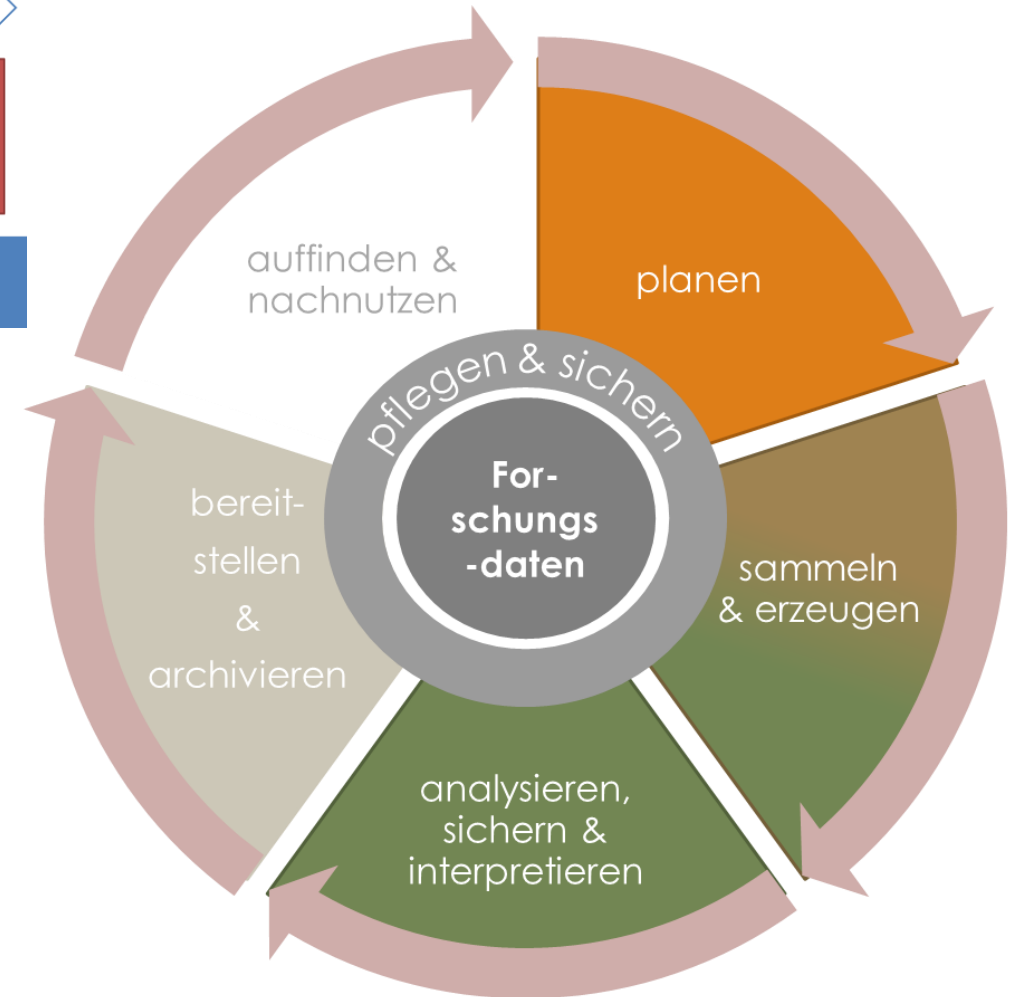 auffinden &
nachnutzen
planen
pflegen & sichern
For-
schungs
-daten
bereit-
stellen
&
archivieren
sammeln
& erzeugen
analysieren,
sichern &
interpretieren